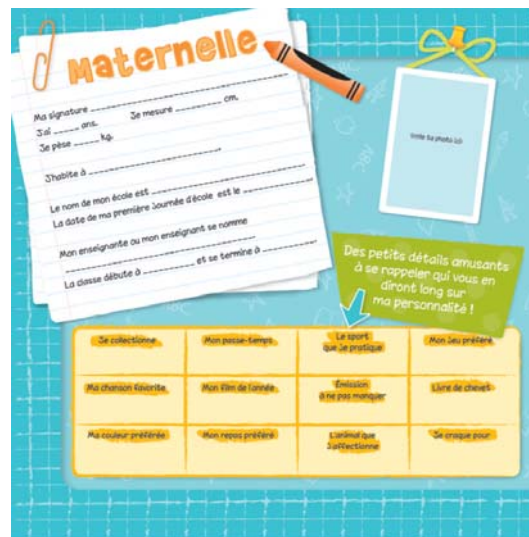 Maternelle
Ma signature
J'ai ans. Je mesure cm.
Je pèse kg.
J'habite à .
Le nom de mon école est
La date de ma première journée d'école est le
Mon enseignante ou mon enseignant se nomme
La classe débute à et se termine à .
ta photo ici
Des petits détails amusants
à se rappeler qui vous en
diront long sur
ma personnalité !
Je collectionne Mon passe-temps Le sport que je pratique Mon jeu préféré
Ma chanson favorite Mon film de l'année Émission à ne pas manquer Livre de chevet
Ma couleur préférée Mon repas préféré L'animal que j'affectionne Je craque pour